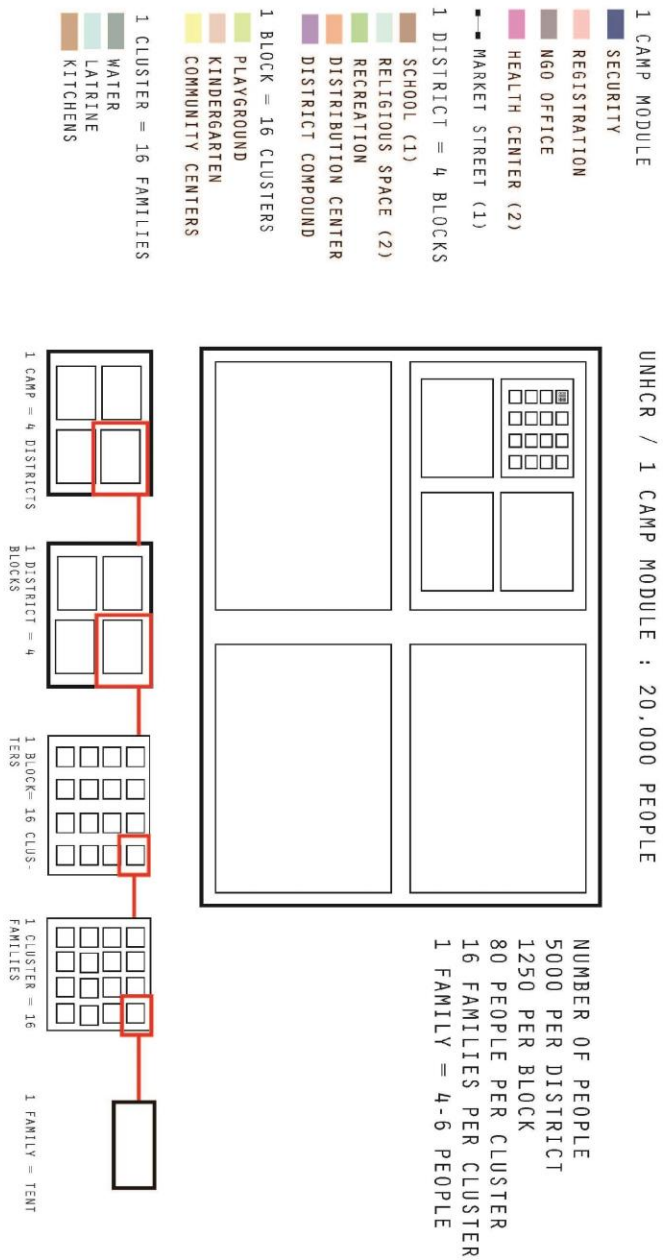 1 CAMP MODULE
SECURITY
REGISTRATION
NGO OFFICE
HEALTH CENTER (2)
MARKET STREET (1)
1 DISTRICT = 4 BLOCKS
SCHOOL (1)
RELIGIOUS SPACE (2)
RECREATION
DISTRIBUTION CENTER
DISTRICT COMPOUND
1 BLOCK = 16 CLUSTERS
PLAYGROUND
KINDERGARTEN
COMMUNITY CENTERS
1 CLUSTER = 16 FAMILIES
WATER
LATRINE
KITCHENS
UNHCR / 1 CAMP MODULE : 20,000 PEOPLE
NUMBER OF PEOPLE
5000 PER DISTRICT
1250 PER BLOCK
80 PEOPLE PER CLUSTER
16 FAMILIES PER CLUSTER
1 FAMILY = 4-6 PEOPLE
1 CAMP = 4 DISTRICTS
1 DISTRICT = 4
BLOCKS
1 BLOCK= 16 CLUS-
TERS
1 CLUSTER = 16
FAMILIES
1 FAMILY = TENT